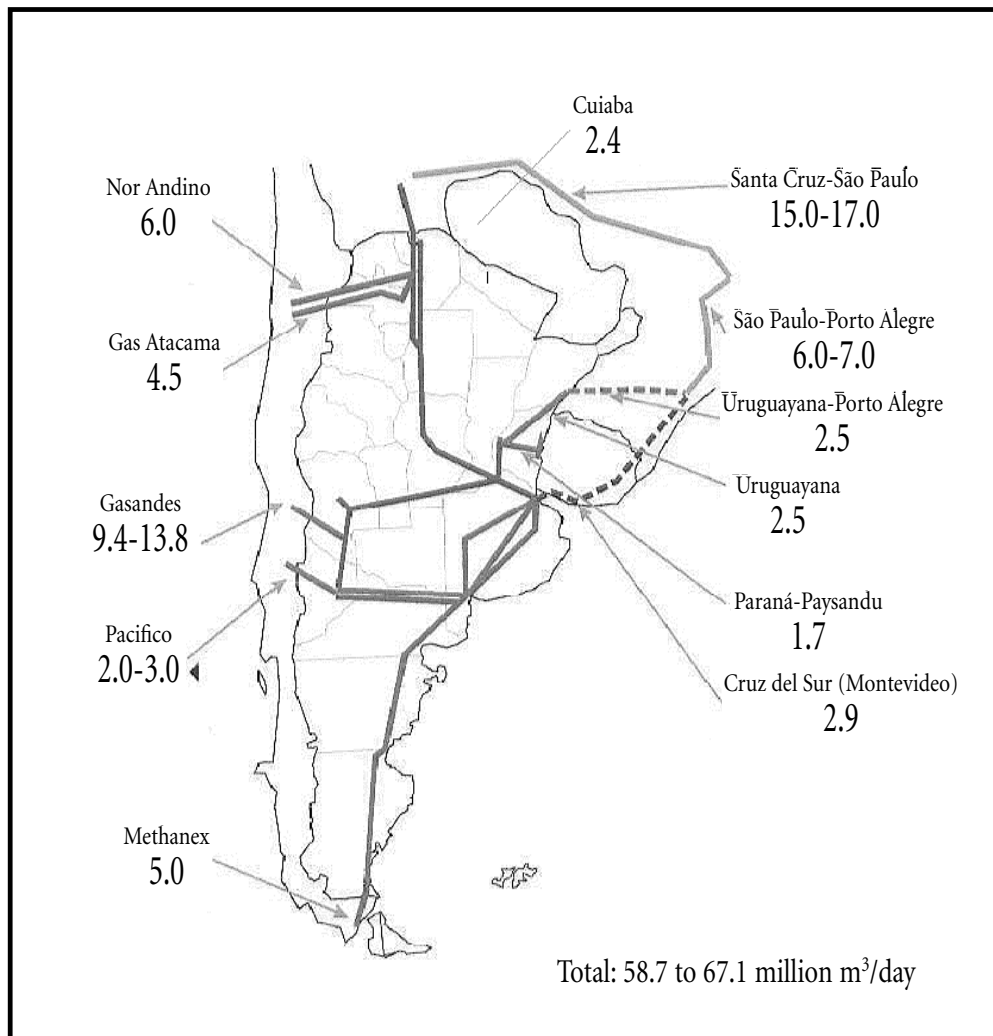 Cuiaba
2.4
Santa Cruz-São Paulo
15.0-17.0
Nor Andino
6.0
São Paulo-Porto Alegre
6.0-7.0
Gas Atacama
4.5
Uruguayana-Porto Alegre
2.5
Uruguayana
2.5
Gasandes
9.4-13.8
Paraná-Paysandu
1.7
Pacifico
2.0-3.0
Cruz del Sur (Montevideo)
2.9
Methanex
5.0
Total: 58.7 to 67.1 million m³/day